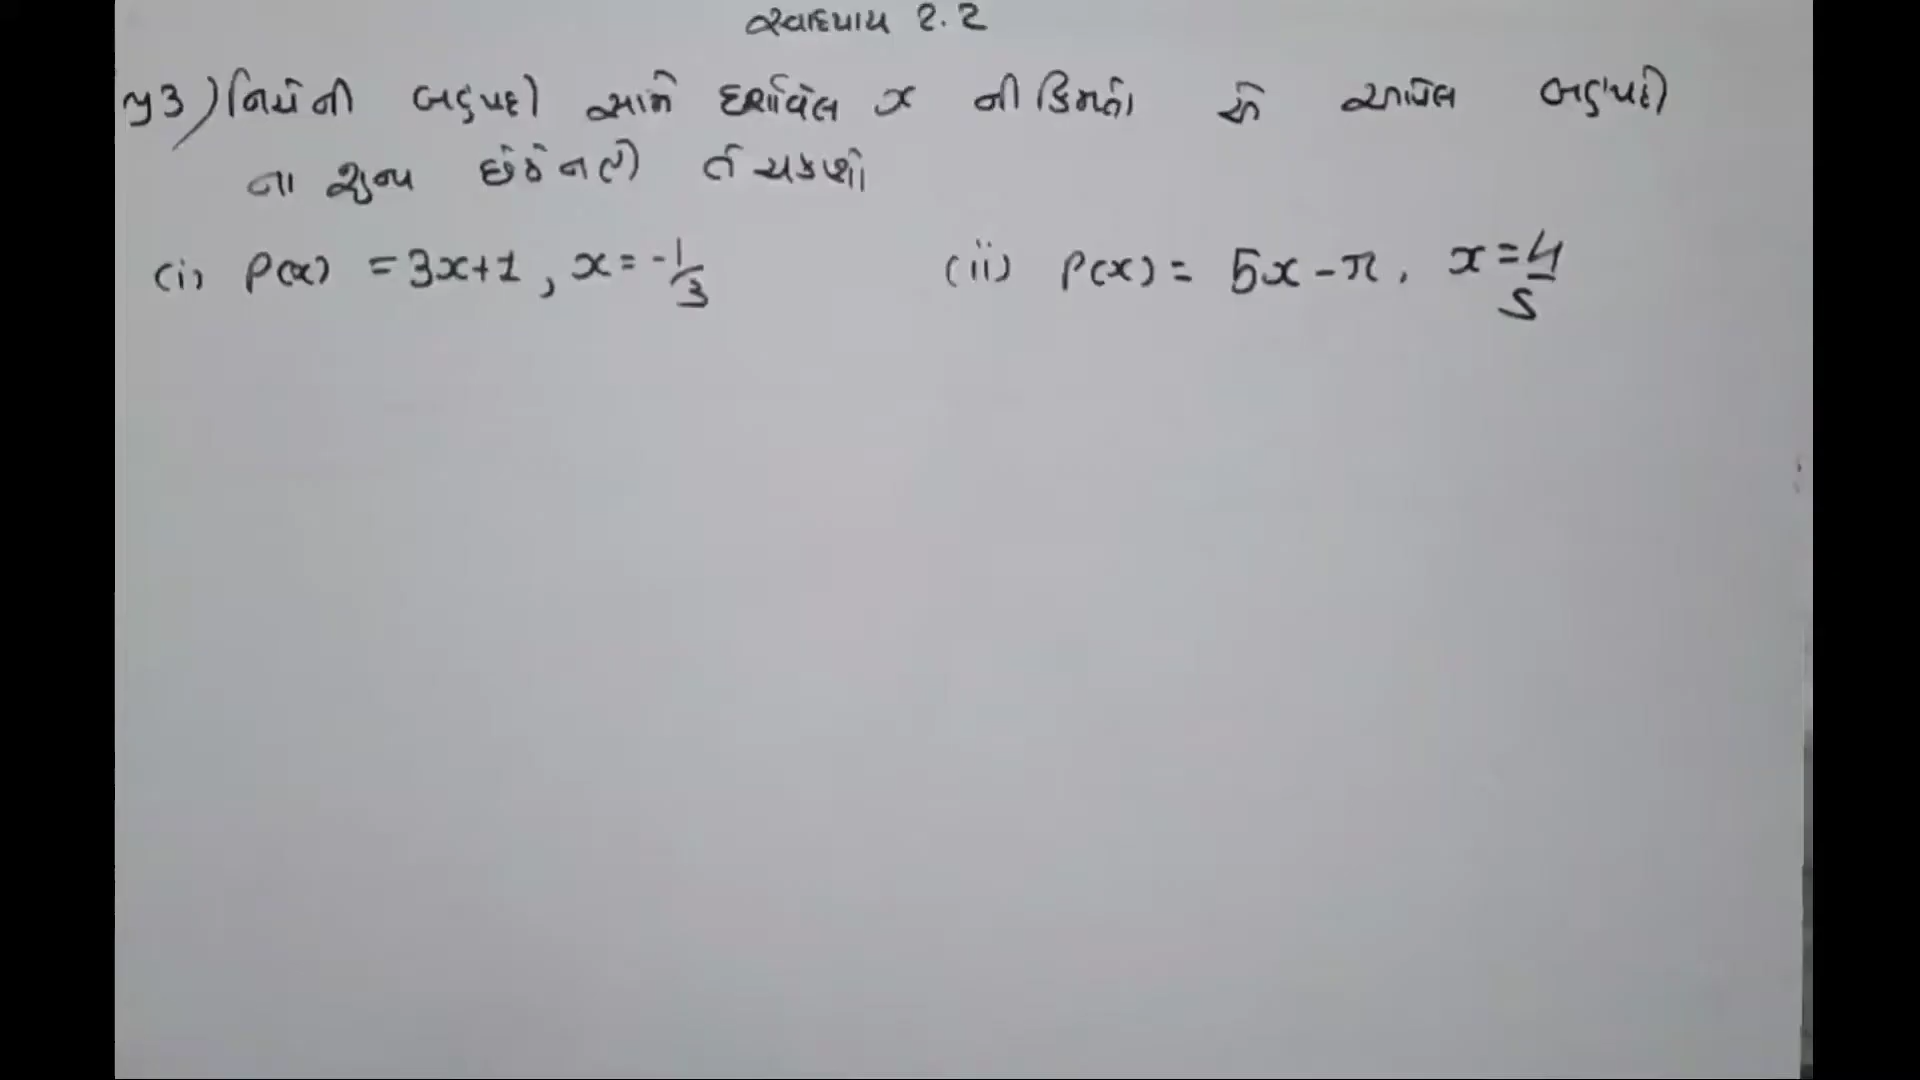 સ્વાધ્યાય 2.2
પ્ર3) નિચેની બહુપદી સામે દર્શાવેલ x ની કિંમતો એ આપેલ બહુપદી
ના શુન્ય છે કે નહી તે ચકાશો
(i) P(x) = 3x+1, x = -1/3
(ii) P(x) = 5x - π, x = 4/5